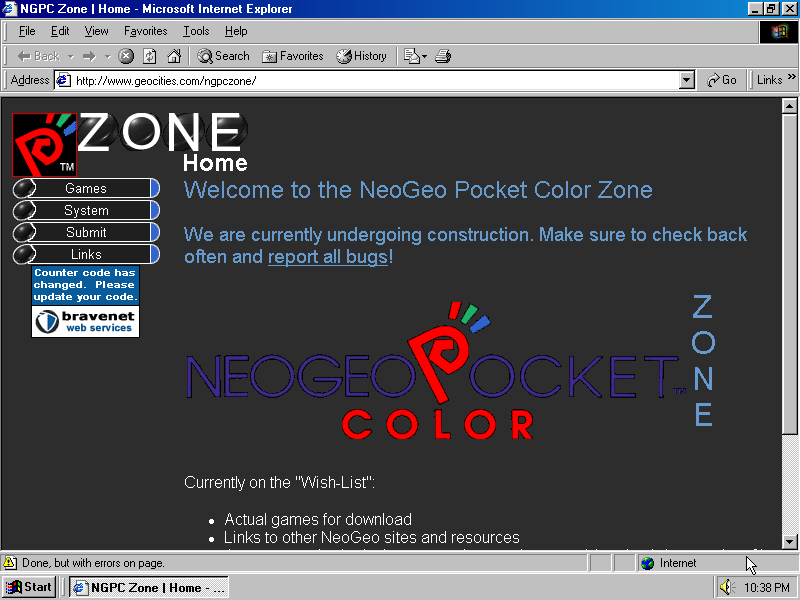 NGPC Zone | Home - Microsoft Internet Explorer
File Edit View Favorites Tools Help
Back Search Favorites History
Address http://www.geocities.com/ngpczone/ Go Links »
ZONE
TM
Home
Games
System
Submit
Links
Counter code has
changed. Please
update your code.
bravenet
web services
Welcome to the NeoGeo Pocket Color Zone
We are currently undergoing construction. Make sure to check back
often and report all bugs!
NEOGEO POCKET TM
COLOR
Z
O
N
E
Currently on the "Wish-List":
• Actual games for download
• Links to other NeoGeo sites and resources
Done, but with errors on page. Internet
Start NGPC Zone | Home - ... 10:38 PM